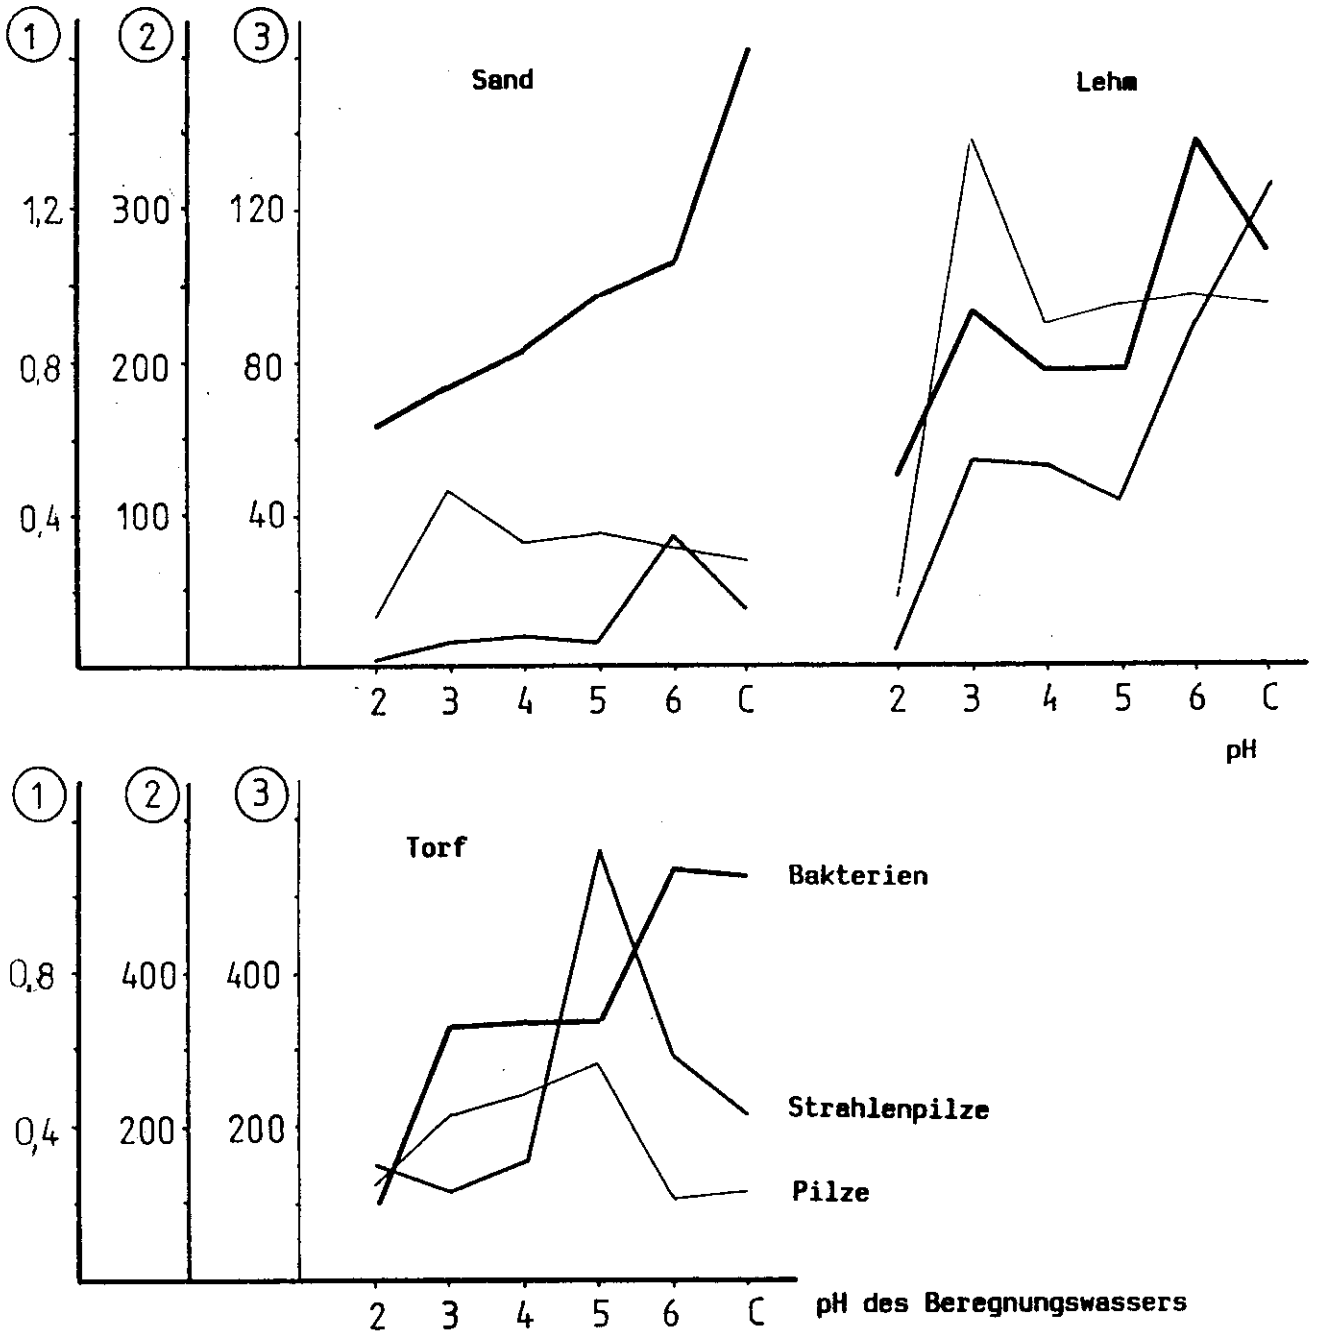 1 2 3
Sand Lehm
1,2 300 120
0,8 200 80
0,4 100 40
2 3 4 5 6 C 2 3 4 5 6 C
pH
1 2 3
Torf
Bakterien
0,8 400 400
Strahlenpilze
0,4 200 200
Pilze
2 3 4 5 6 C pH des Beregnungswassers